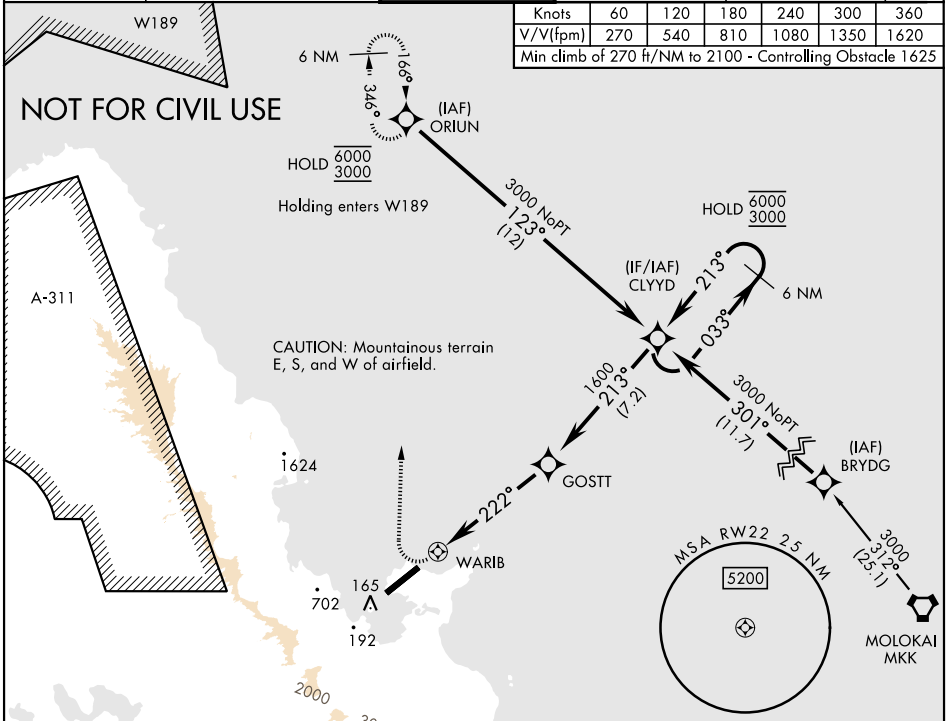 W189
Knots 60 120 180 240 300 360
V/V(fpm) 270 540 810 1080 1350 1620
Min climb of 270 ft/NM to 2100 - Controlling Obstacle 1625
NOT FOR CIVIL USE
6 NM
166°
346°
(IAF)
ORIUN
HOLD 6000
3000
Holding enters W189
3000 NoPT
123°
(12)
HOLD 6000
3000
(IF/IAF)
CLYYD
213°
033°
6 NM
A-311
CAUTION: Mountainous terrain
E, S, and W of airfield.
1600
213°
(7.2)
3000 NoPT
301°
(11.7)
(IAF)
BRYDG
1624
GOSTT
222°
WARIB
3000
312°
(25.1)
MSA RW22 25 NM
5200
165
702
192
MOLOKAI
MKK
2000